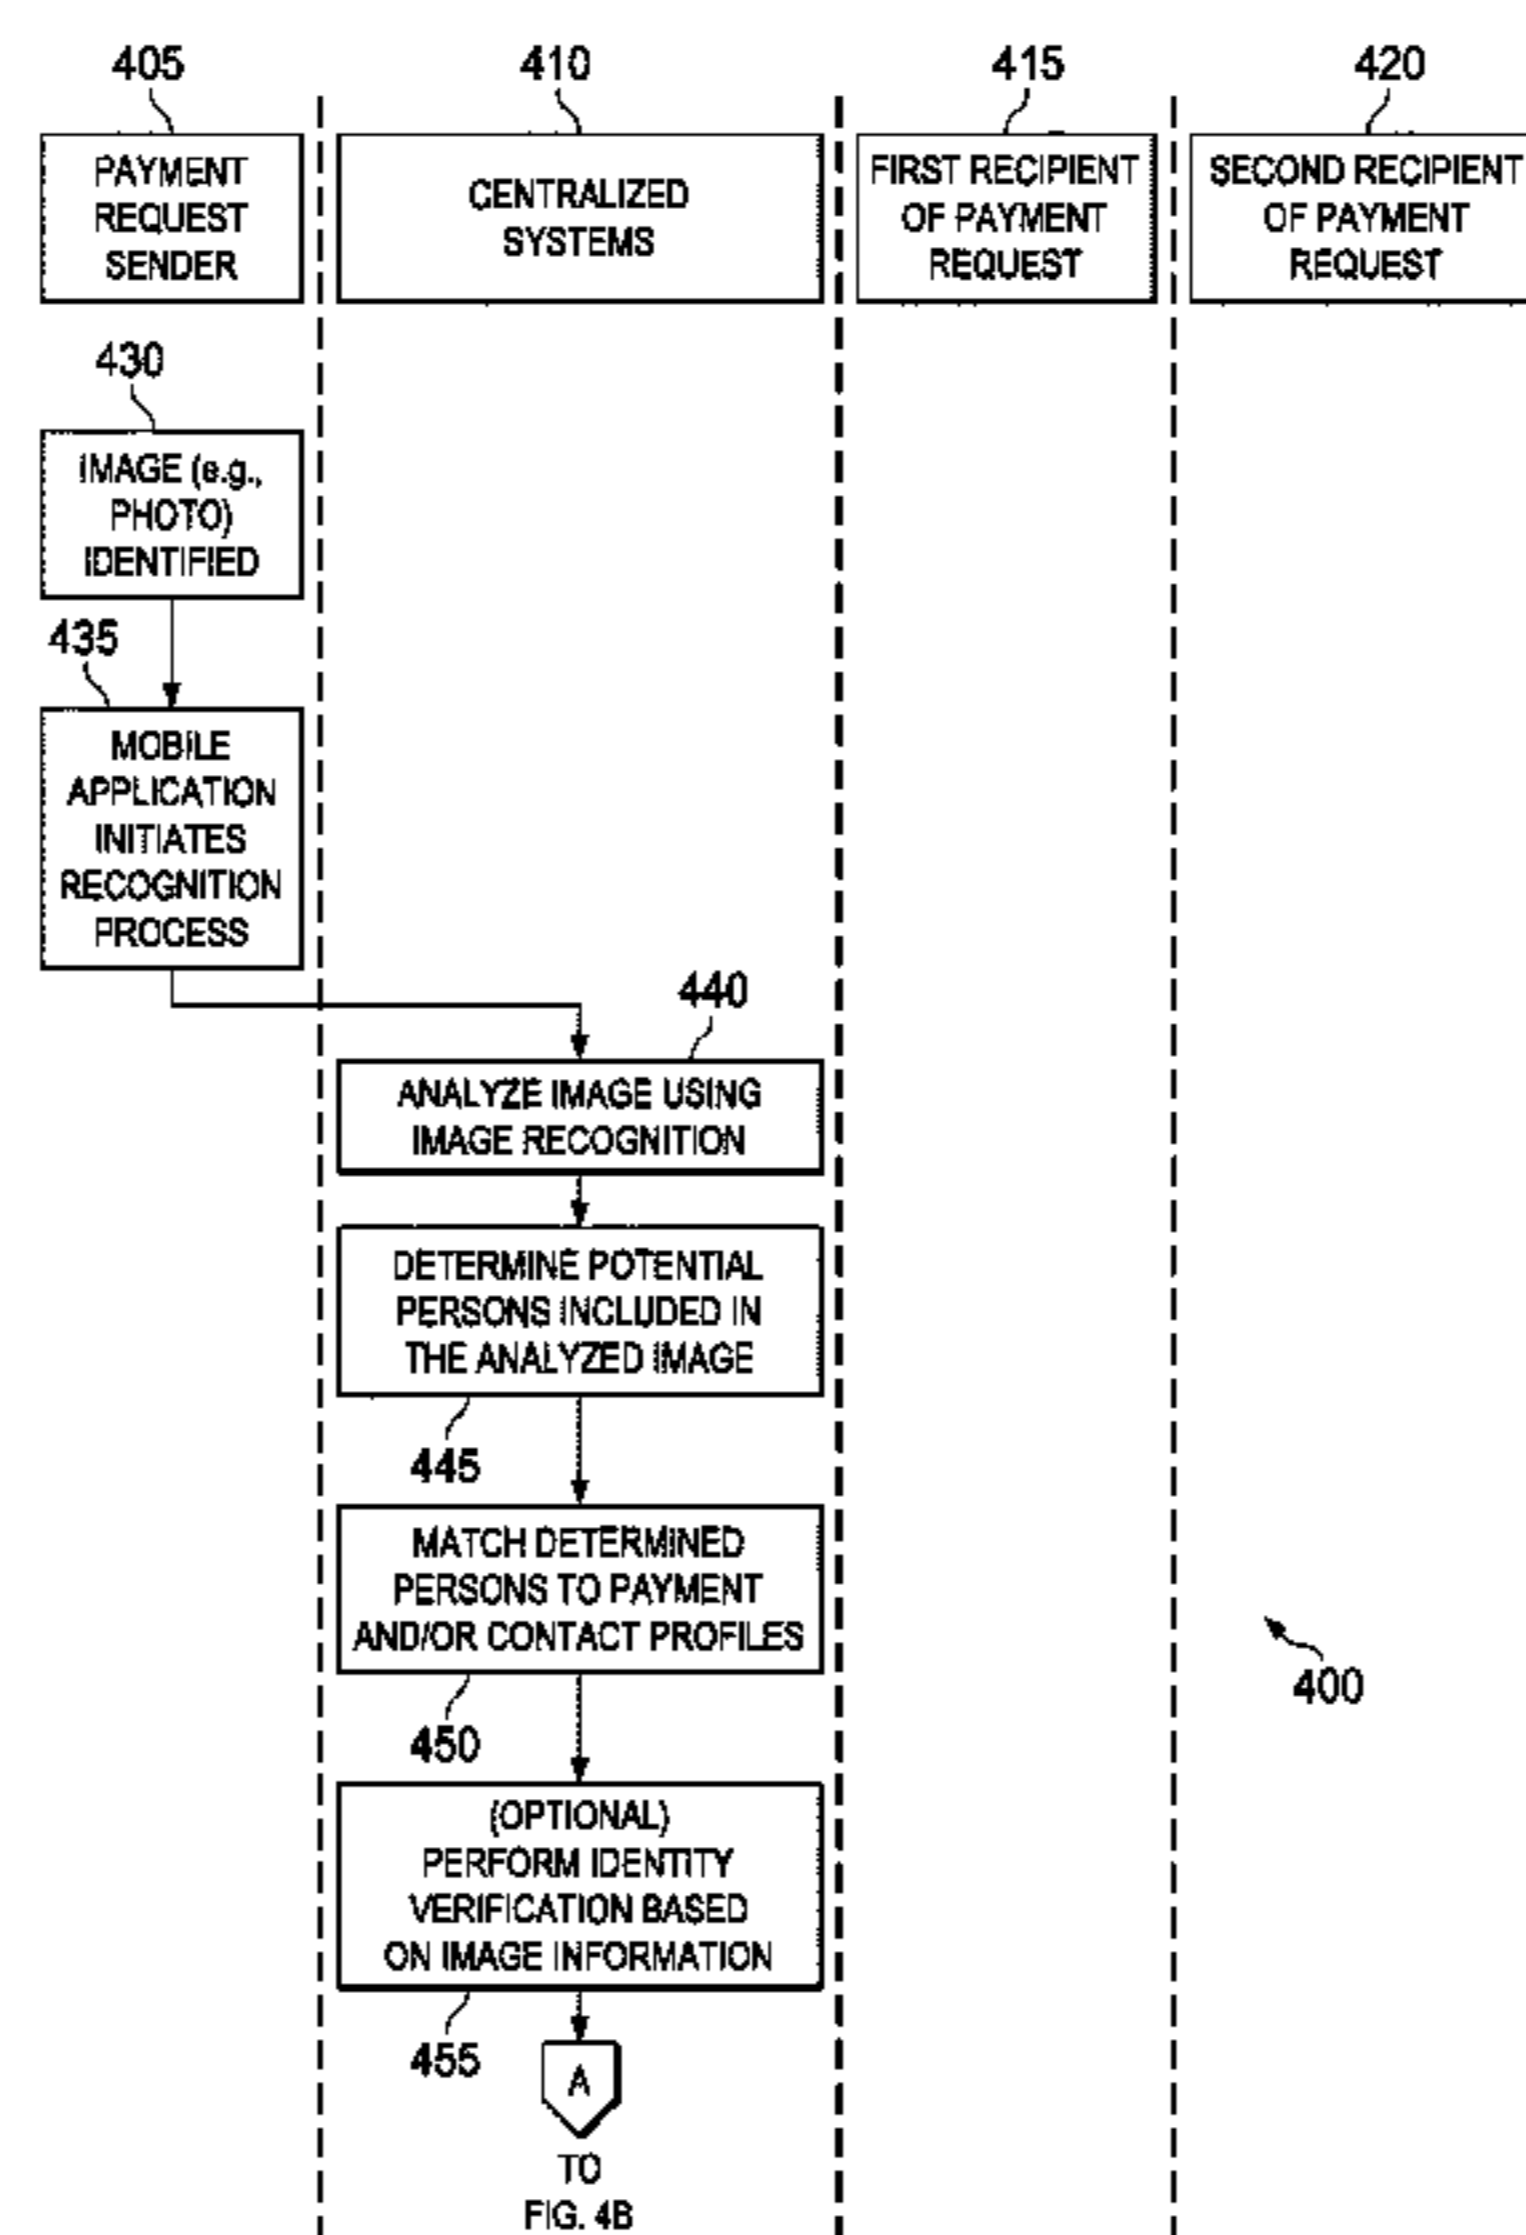 405
410
415
420
PAYMENT
REQUEST
SENDER
CENTRALIZED
SYSTEMS
FIRST RECIPIENT
OF PAYMENT
REQUEST
SECOND RECIPIENT
OF PAYMENT
REQUEST
430
IMAGE (e.g.,
PHOTO)
IDENTIFIED
435
MOBILE
APPLICATION
INITIATES
RECOGNITION
PROCESS
440
ANALYZE IMAGE USING
IMAGE RECOGNITION
DETERMINE POTENTIAL
PERSONS INCLUDED IN
THE ANALYZED IMAGE
445
MATCH DETERMINED
PERSONS TO PAYMENT
AND/OR CONTACT PROFILES
400
450
(OPTIONAL)
PERFORM IDENTITY
VERIFICATION BASED
ON IMAGE INFORMATION
455
A
TO
FIG. 4B